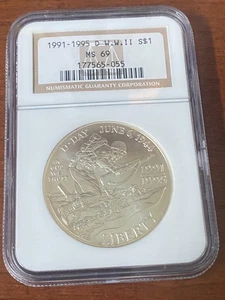 1991-1995 D W.W.II S$1
MS 69
177565-055
NUMISMATIC GUARANTY CORPORATION
D-DAY JUNE 6, 1944
LIBERTY